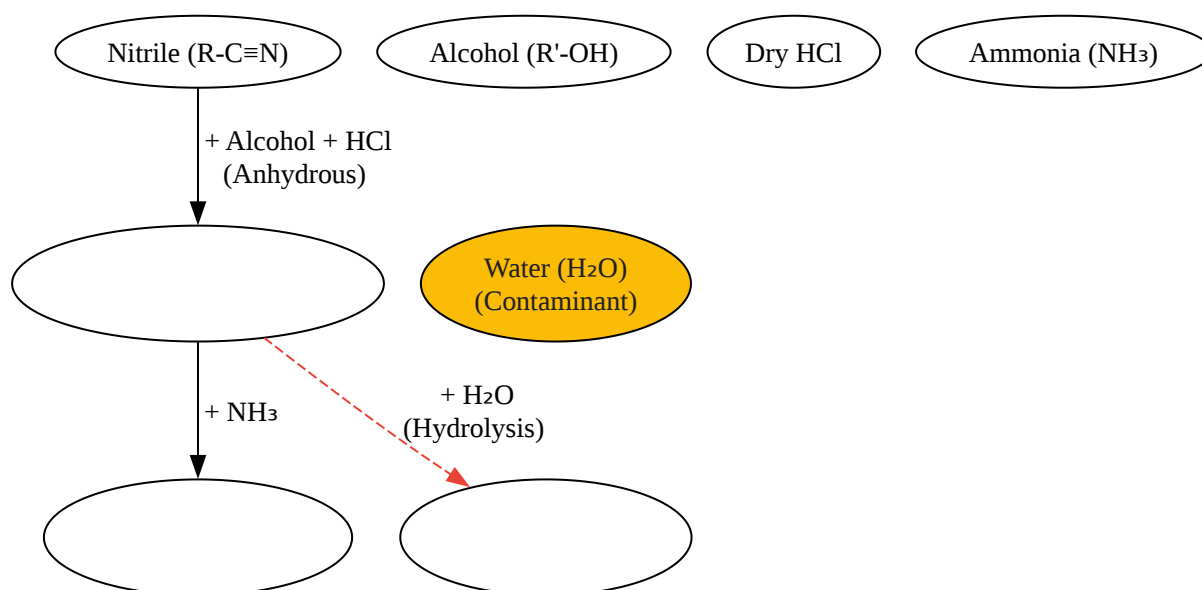 Nitrile (R-C≡N)
Alcohol (R'-OH)
Dry HCl
Ammonia (NH₃)
+ Alcohol + HCl
(Anhydrous)
Water (H₂O)
(Contaminant)
+ NH₃
+ H₂O
(Hydrolysis)